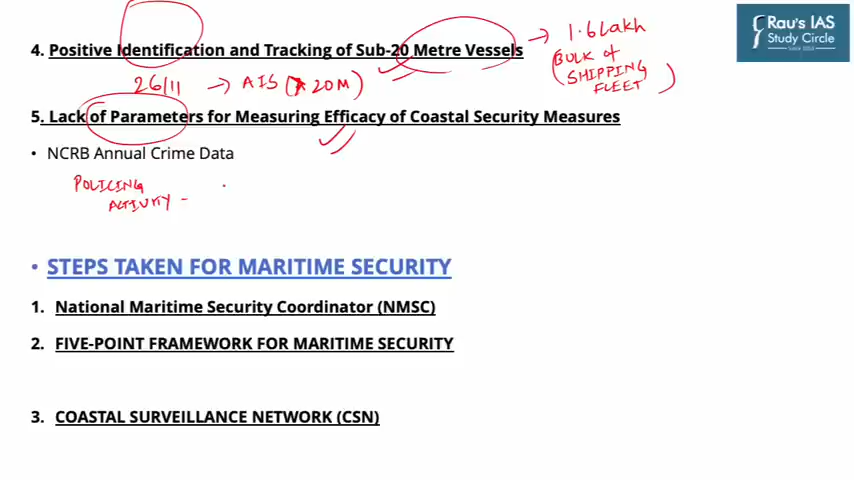 Rau's IAS
Study Circle
Since 1953
4. Positive Identification and Tracking of Sub-20 Metre Vessels → 1.6 Lakh
(BULK of
SHIPPING
FLEET)
26/11 → AIS (20M)
5. Lack of Parameters for Measuring Efficacy of Coastal Security Measures
• NCRB Annual Crime Data
POLICING
ACTIVITY -
• STEPS TAKEN FOR MARITIME SECURITY
1. National Maritime Security Coordinator (NMSC)
2. FIVE-POINT FRAMEWORK FOR MARITIME SECURITY
3. COASTAL SURVEILLANCE NETWORK (CSN)